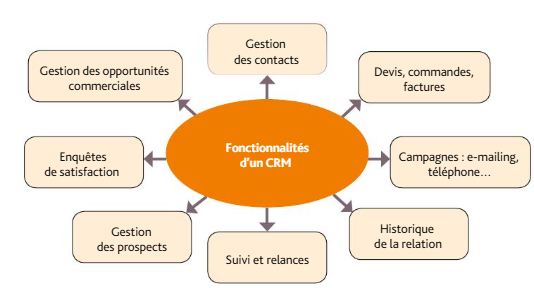 Gestion
des contacts
Gestion des opportunités
commerciales
Devis, commandes,
factures
Fonctionnalités
d'un CRM
Enquêtes
de satisfaction
Campagnes : e-mailing,
téléphone...
Gestion
des prospects
Historique
de la relation
Suivi et relances